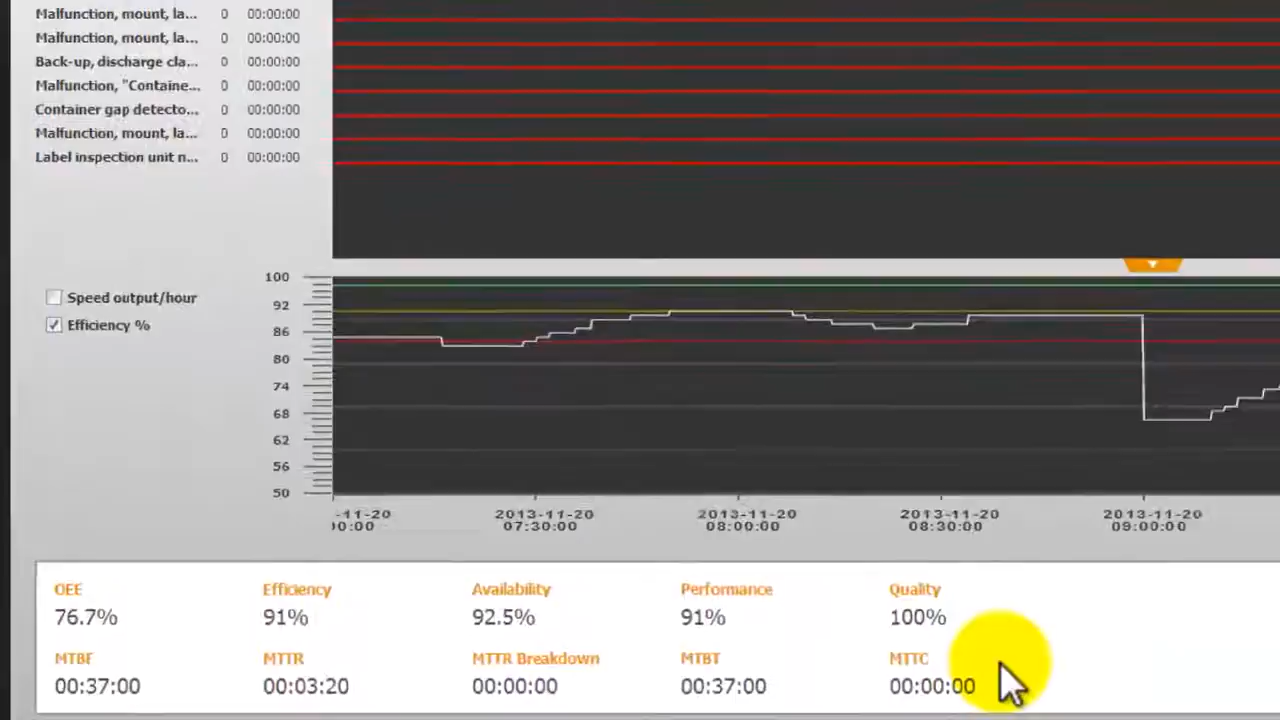 Malfunction, mount, la... 0 00:00:00
Malfunction, mount, la... 0 00:00:00
Back-up, discharge cla... 0 00:00:00
Malfunction, "Containe... 0 00:00:00
Container gap detecto... 0 00:00:00
Malfunction, mount, la... 0 00:00:00
Label inspection unit n... 0 00:00:00
Speed output/hour
Efficiency %
100
92
86
80
74
68
62
56
50
-11-20 2013-11-20 2013-11-20 2013-11-20 2013-11-20
00:00 07:30:00 08:00:00 08:30:00 09:00:00
OEE Efficiency Availability Performance Quality
76.7% 91% 92.5% 91% 100%
MTBF MTTR MTTR Breakdown MTBT MTTC
00:37:00 00:03:20 00:00:00 00:37:00 00:00:00